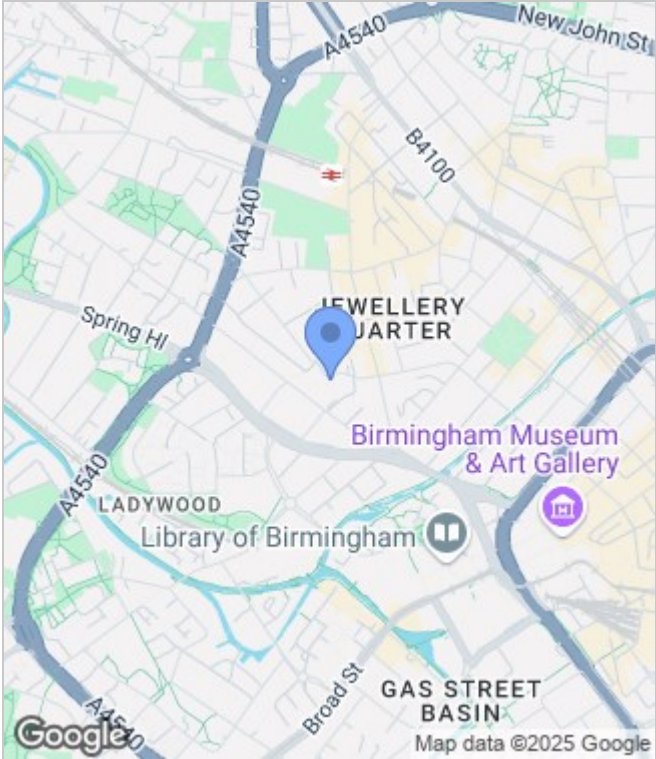 New John St
A4540
B4100
A4540
JEWELLERY
QUARTER
Spring Hl
Birmingham Museum
& Art Gallery
A4540
LADYWOOD
Library of Birmingham
Broad St
GAS STREET
BASIN
A4540
Google
Map data ©2025 Google